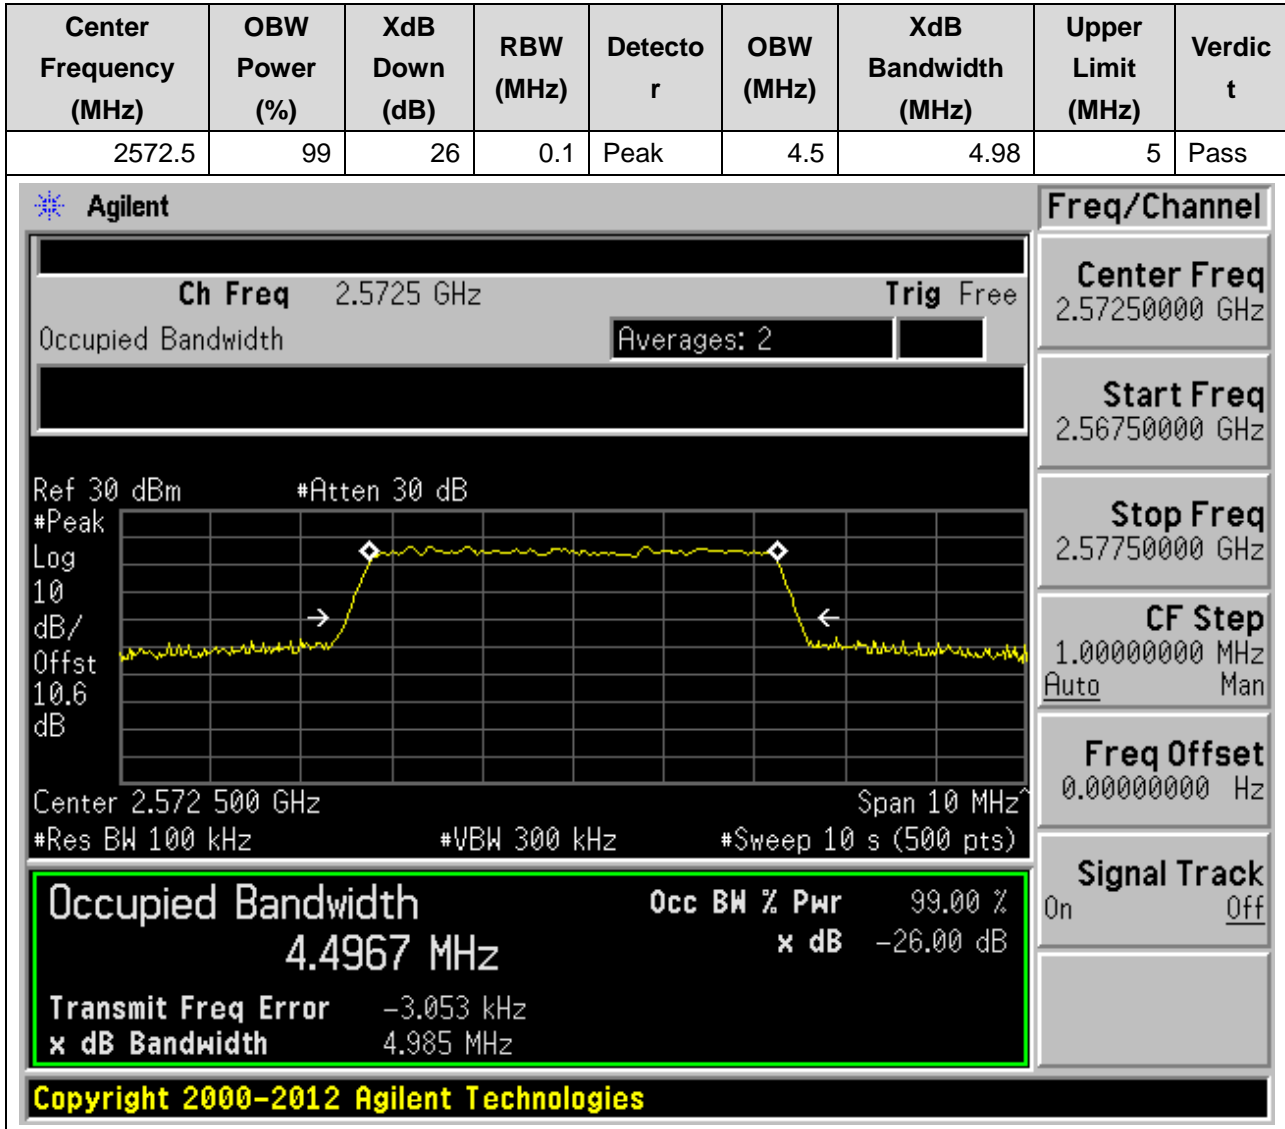 Center Frequency (MHz) OBW Power (%) XdB Down (dB) RBW (MHz) Detector OBW (MHz) XdB Bandwidth (MHz) Upper Limit (MHz) Verdict
2572.5 99 26 0.1 Peak 4.5 4.98 5 Pass
Agilent
Freq/Channel
Ch Freq 2.5725 GHz Trig Free
Occupied Bandwidth Averages: 2
Center Freq
2.57250000 GHz
Start Freq
2.56750000 GHz
Stop Freq
2.57750000 GHz
CF Step
1.00000000 MHz
Auto Man
Freq Offset
0.00000000 Hz
Signal Track
On Off
Ref 30 dBm #Atten 30 dB
#Peak
Log
10
dB/
Offst
10.6
dB
Center 2.572 500 GHz Span 10 MHz^
#Res BW 100 kHz #VBW 300 kHz #Sweep 10 s (500 pts)
Occupied Bandwidth Occ BW % Pwr 99.00 %
4.4967 MHz x dB -26.00 dB
Transmit Freq Error -3.053 kHz
x dB Bandwidth 4.985 MHz
Copyright 2000-2012 Agilent Technologies